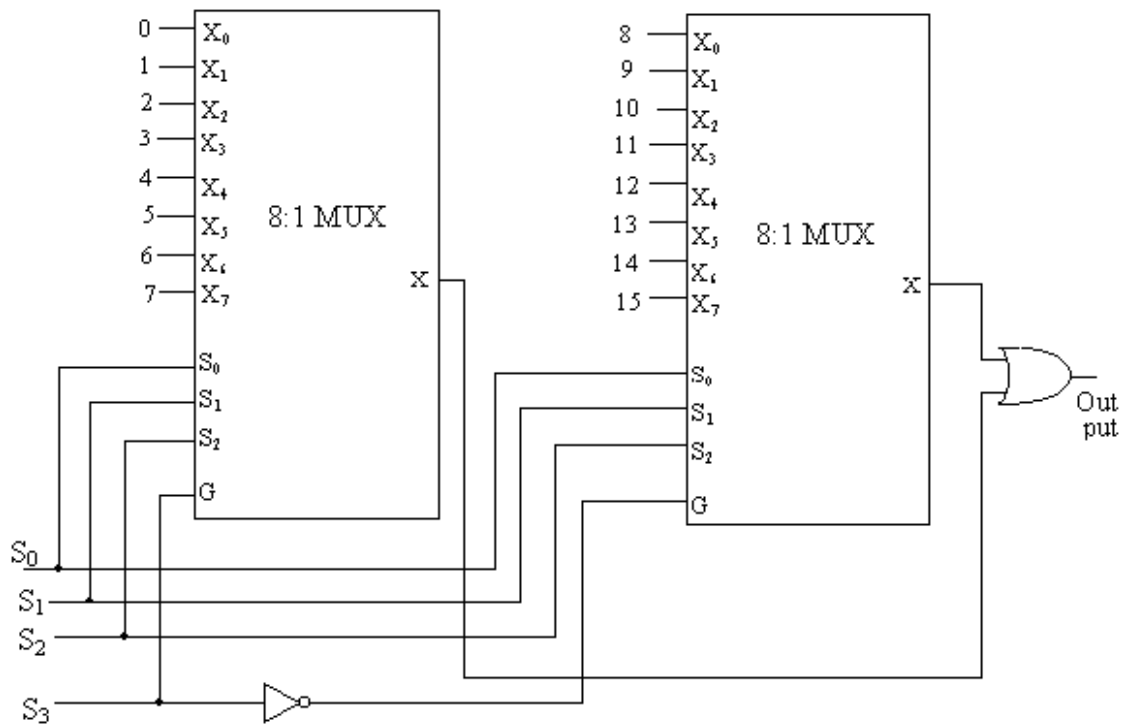 0 X₀
1 X₁
2 X₂
3 X₃
4 X₄
5 X₅
6 X₆
7 X₇
8:1 MUX
X
S₀
S₁
S₂
G
8 X₀
9 X₁
10 X₂
11 X₃
12 X₄
13 X₅
14 X₆
15 X₇
8:1 MUX
X
S₀
S₁
S₂
G
Out
put
S₀
S₁
S₂
S₃